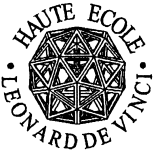 HAUTE ECOLE
• LEONARD DE VINCI •